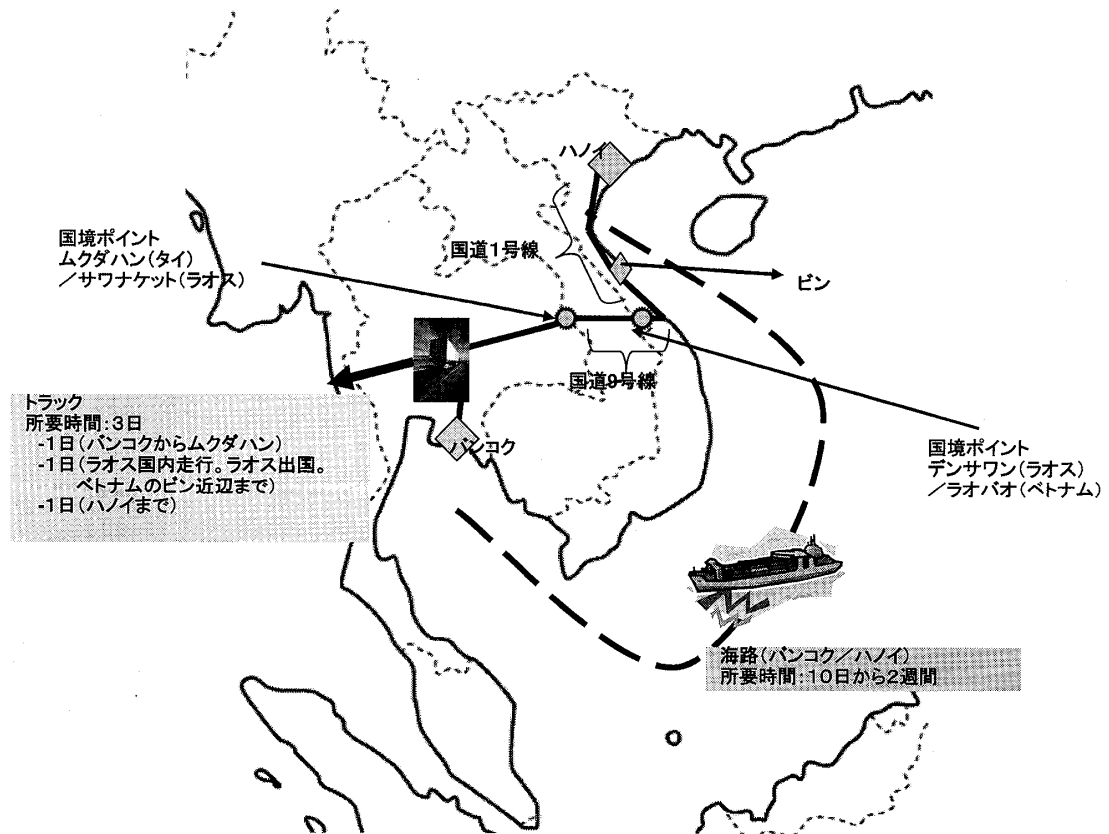 ハノイ
国境ポイント
ムクダハン(タイ)
／サワナケット(ラオス)
国道1号線
ビン
国道9号線
トラック
所要時間:3日
-1日(バンコクからムクダハン)
-1日(ラオス国内走行。ラオス出国。
ベトナムのビン近辺まで)
-1日(ハノイまで)
バンコク
国境ポイント
デンサワン(ラオス)
／ラオバオ(ベトナム)
海路(バンコク／ハノイ)
所要時間:10日から2週間